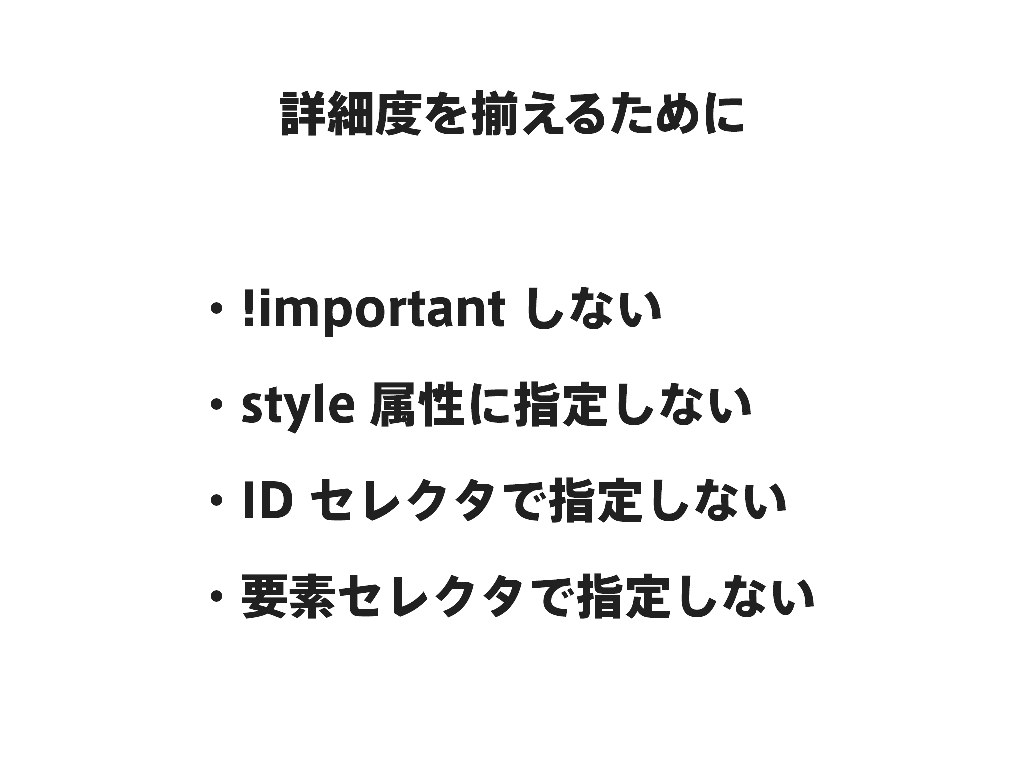 詳細度を揃えるために
・!important しない
・style 属性に指定しない
・ID セレクタで指定しない
・要素セレクタで指定しない